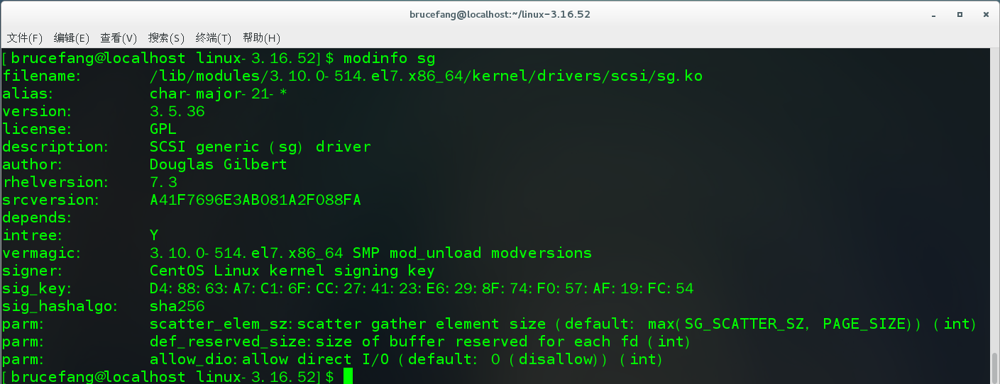 brucefang@localhost:~/linux-3.16.52
文件(F) 编辑(E) 查看(V) 搜索(S) 终端(T) 帮助(H)
[brucefang@localhost linux-3.16.52]$ modinfo sg
filename:       /lib/modules/3.10.0-514.el7.x86_64/kernel/drivers/scsi/sg.ko
alias:          char-major-21-*
version:        3.5.36
license:        GPL
description:    SCSI generic (sg) driver
author:         Douglas Gilbert
rhelversion:    7.3
srcversion:     A41F7696E3AB081A2F088FA
depends:
intree:         Y
vermagic:       3.10.0-514.el7.x86_64 SMP mod_unload modversions
signer:         CentOS Linux kernel signing key
sig_key:        D4:88:63:A7:C1:6F:CC:27:41:23:E6:29:8F:74:F0:57:AF:19:FC:54
sig_hashalgo:   sha256
parm:           scatter_elem_sz:scatter gather element size (default: max(SG_SCATTER_SZ, PAGE_SIZE)) (int)
parm:           def_reserved_size:size of buffer reserved for each fd (int)
parm:           allow_dio:allow direct I/O (default: 0 (disallow)) (int)
[brucefang@localhost linux-3.16.52]$